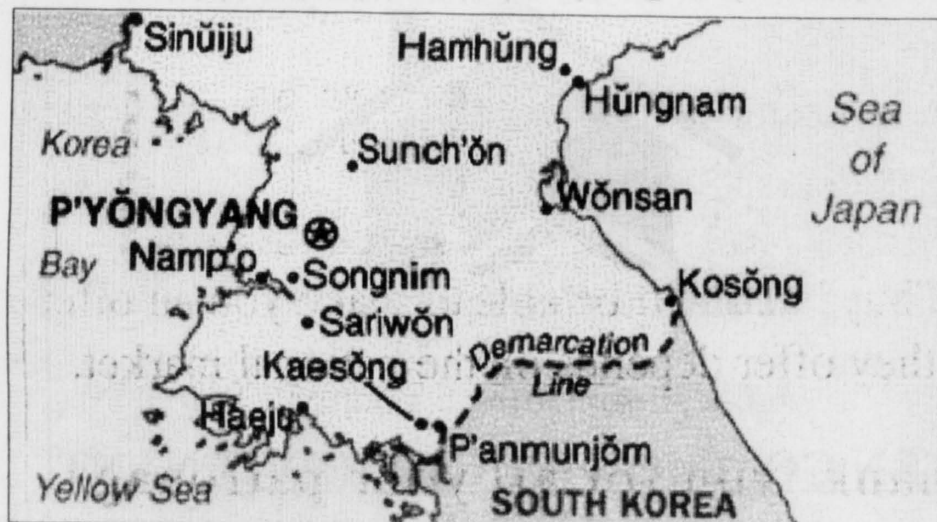 Sinŭiju
Hamhŭng
Hŭngnam
Sea
of
Japan
Korea
Bay
Sunch'ŏn
Wŏnsan
P'YŎNGYANG
Namp'o
Songnim
Kosŏng
Sariwŏn
Demarcation
Line
Kaesŏng
Haeju
P'anmunjŏm
Yellow Sea
SOUTH KOREA